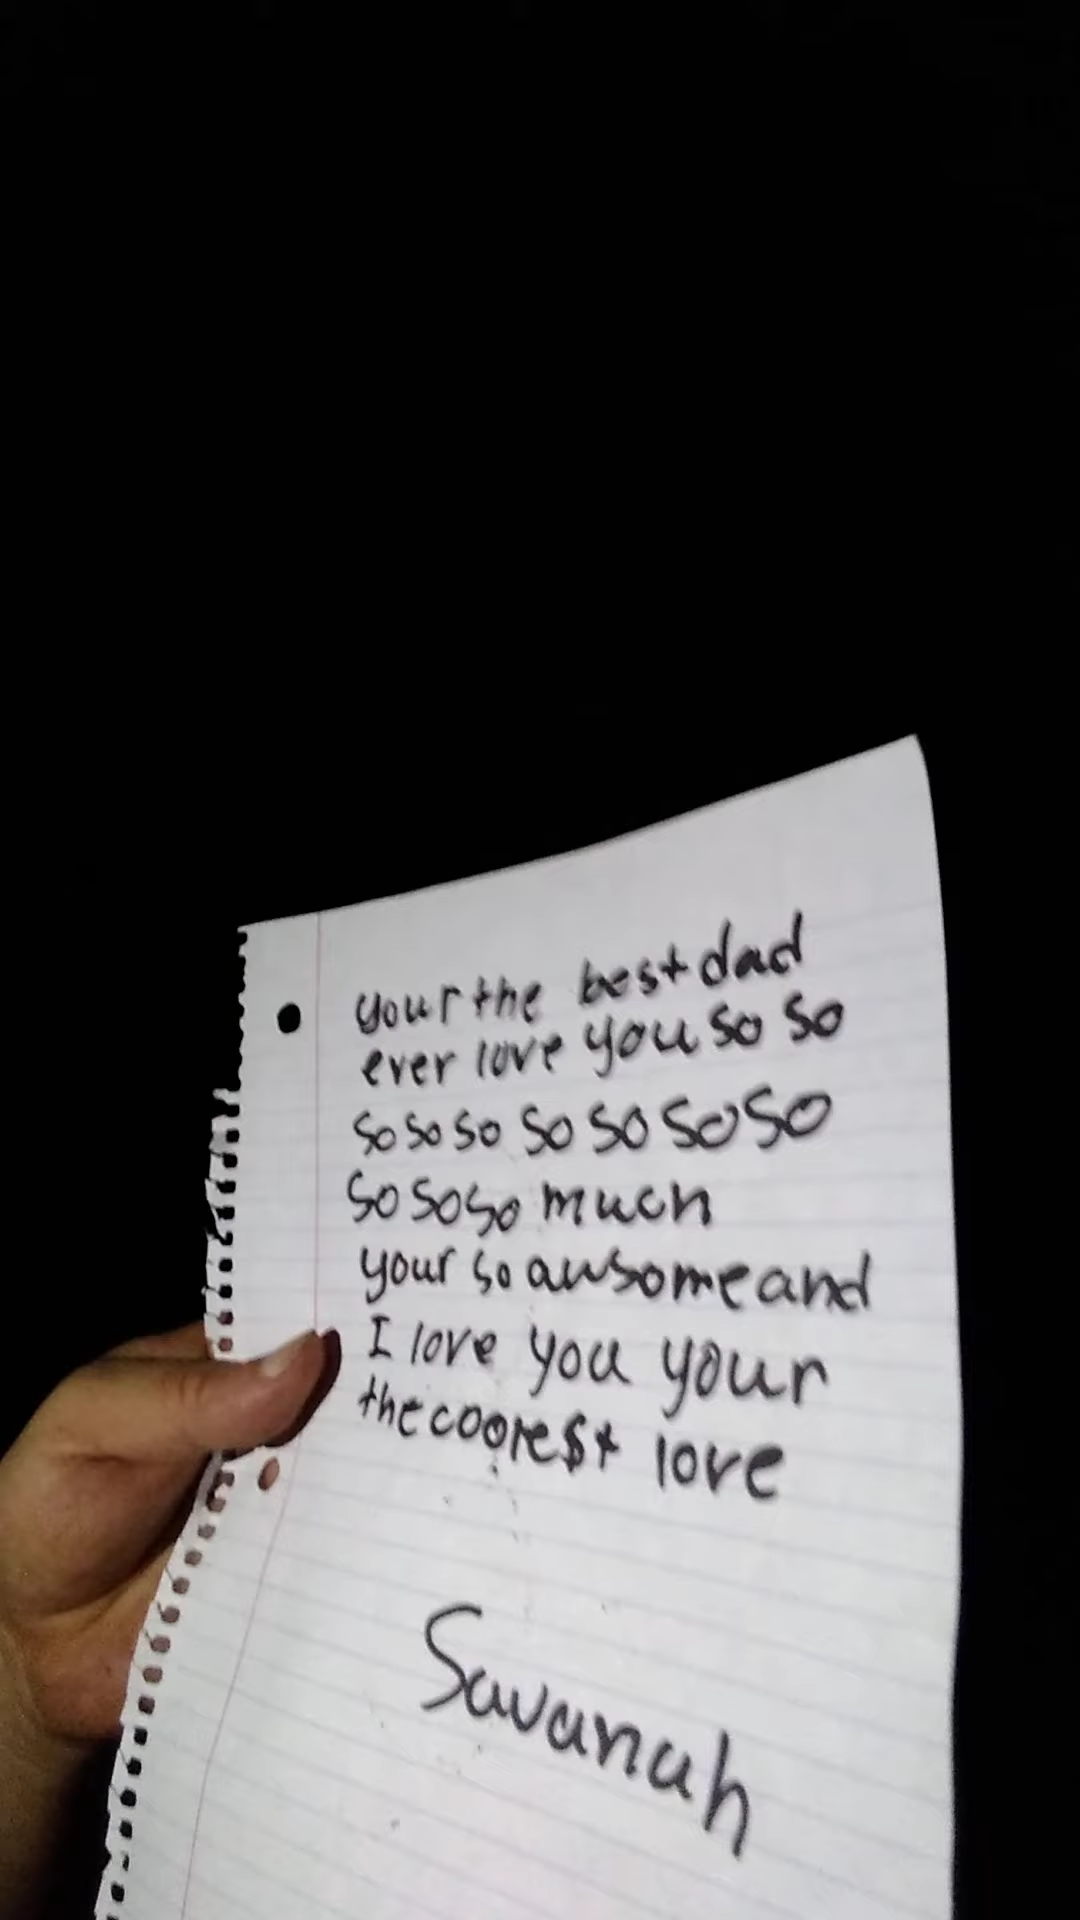 your the best dad
ever love you so so
so so so so so so so
so so so much
your so awsome and
I love you your
the coolest love
Savanah